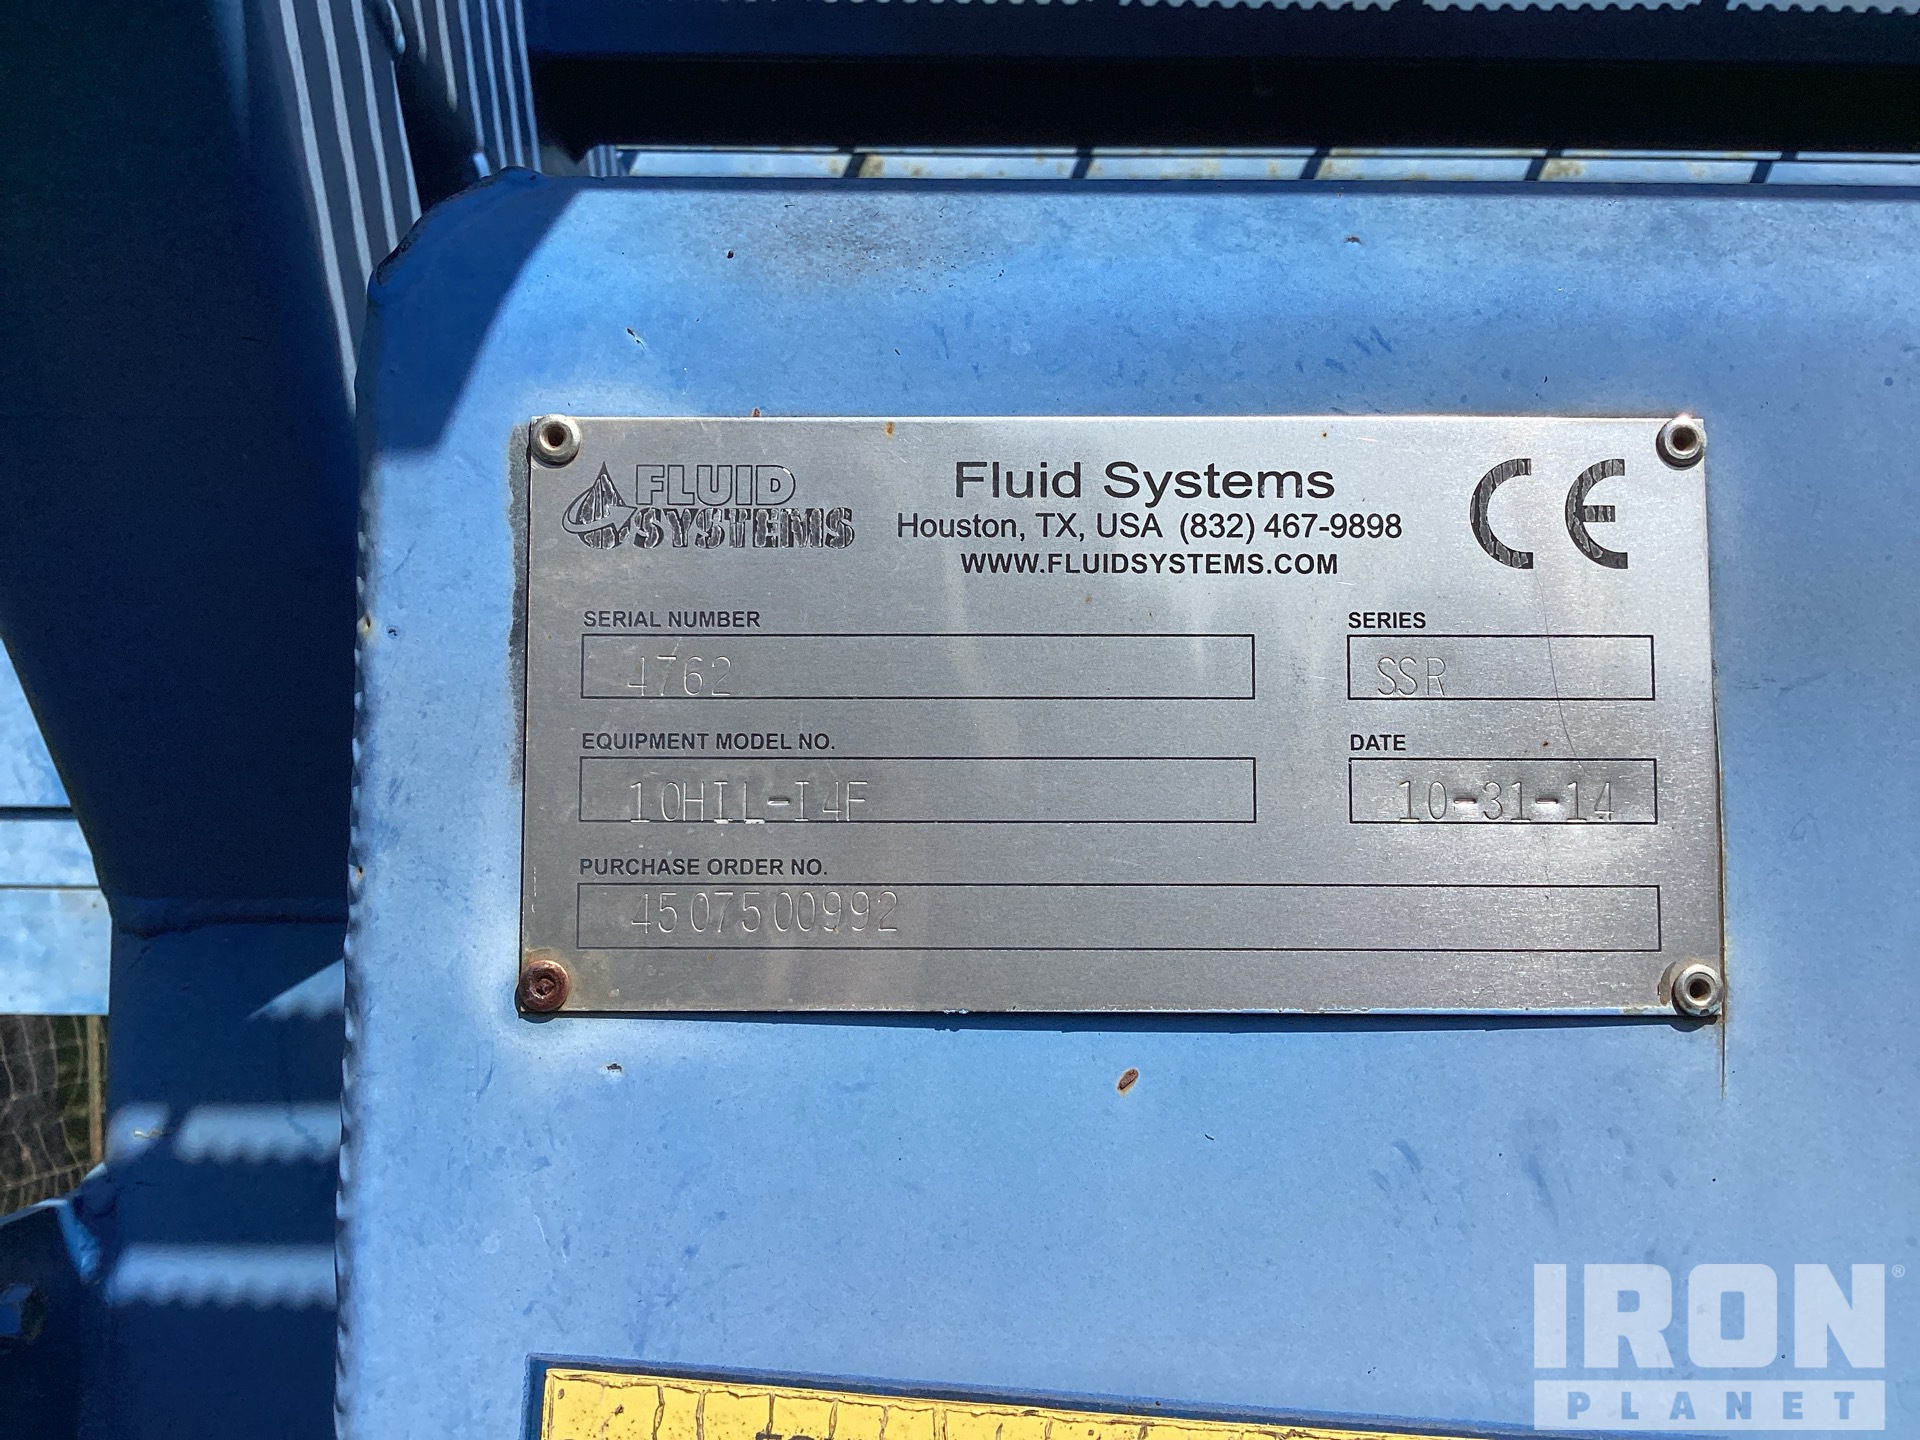 FLUID
SYSTEMS
Fluid Systems
Houston, TX, USA (832) 467-9898
WWW.FLUIDSYSTEMS.COM
CE
SERIAL NUMBER
4762
SERIES
SSR
EQUIPMENT MODEL NO.
10HIL-I4F
DATE
10-31-14
PURCHASE ORDER NO.
4507500992
IRON®
PLANET